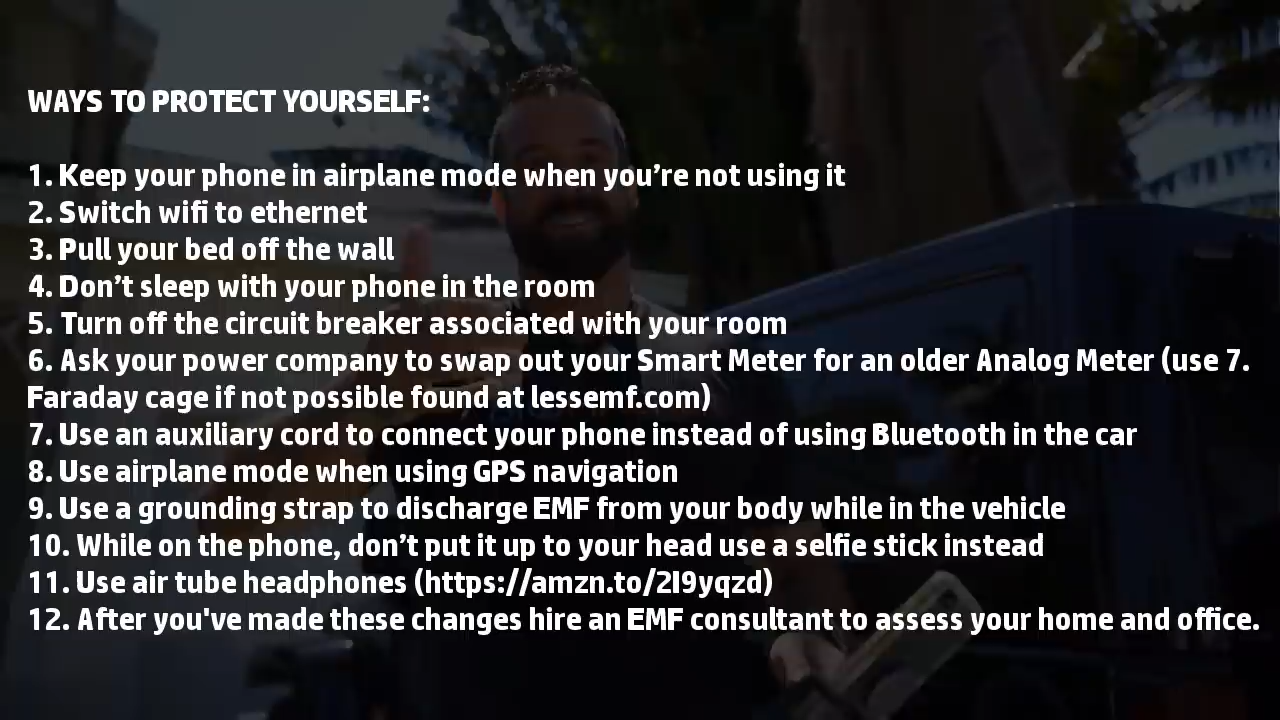 WAYS TO PROTECT YOURSELF:
1. Keep your phone in airplane mode when you’re not using it
2. Switch wifi to ethernet
3. Pull your bed off the wall
4. Don’t sleep with your phone in the room
5. Turn off the circuit breaker associated with your room
6. Ask your power company to swap out your Smart Meter for an older Analog Meter (use 7.
Faraday cage if not possible found at lessemf.com)
7. Use an auxiliary cord to connect your phone instead of using Bluetooth in the car
8. Use airplane mode when using GPS navigation
9. Use a grounding strap to discharge EMF from your body while in the vehicle
10. While on the phone, don’t put it up to your head use a selfie stick instead
11. Use air tube headphones (https://amzn.to/2I9yqzd)
12. After you've made these changes hire an EMF consultant to assess your home and office.